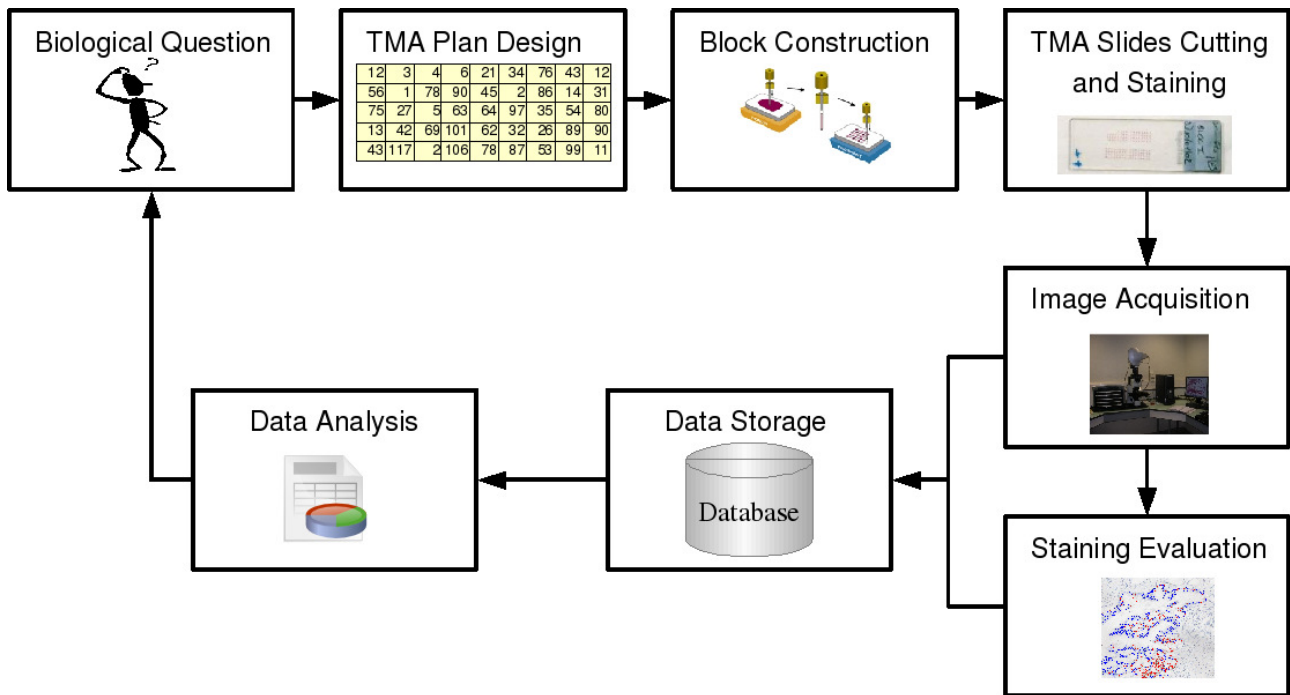 Biological Question
?
TMA Plan Design
12 3 4 6 21 34 76 43 12
56 1 78 90 45 2 86 14 31
75 27 5 63 64 97 35 54 80
13 42 69 101 62 32 26 89 90
43 117 2 106 78 87 53 99 11
Block Construction
TMA Slides Cutting
and Staining
Image Acquisition
Data Analysis
Data Storage
Database
Staining Evaluation